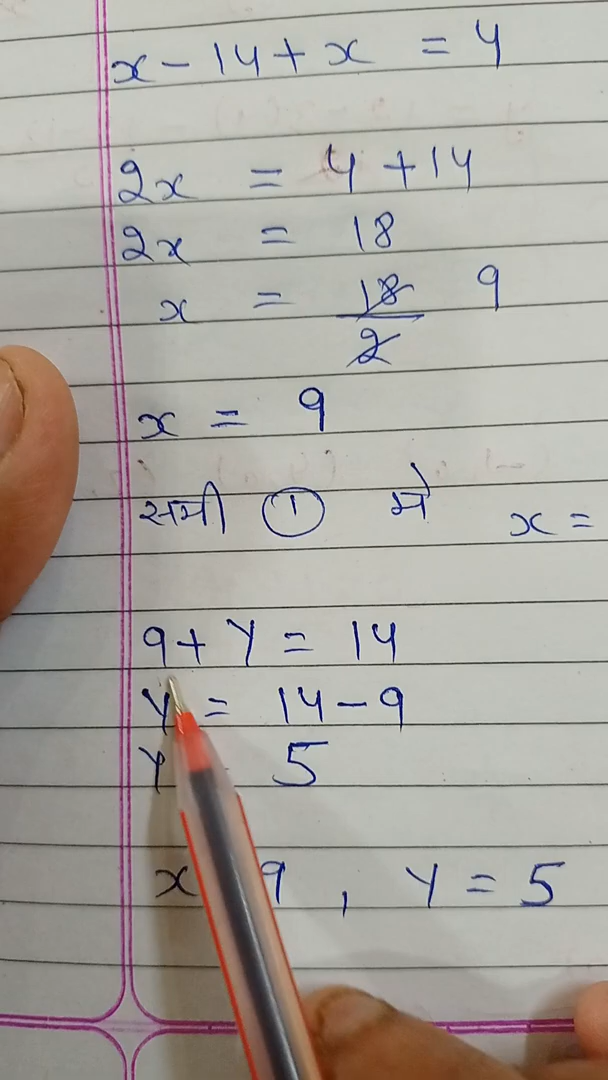 x - 14 + x = 4
2x = 4 + 14
2x = 18
x = 18/2 9
x = 9
समी ① मे x =
9 + y = 14
y = 14 - 9
y 5
x 9 , y = 5